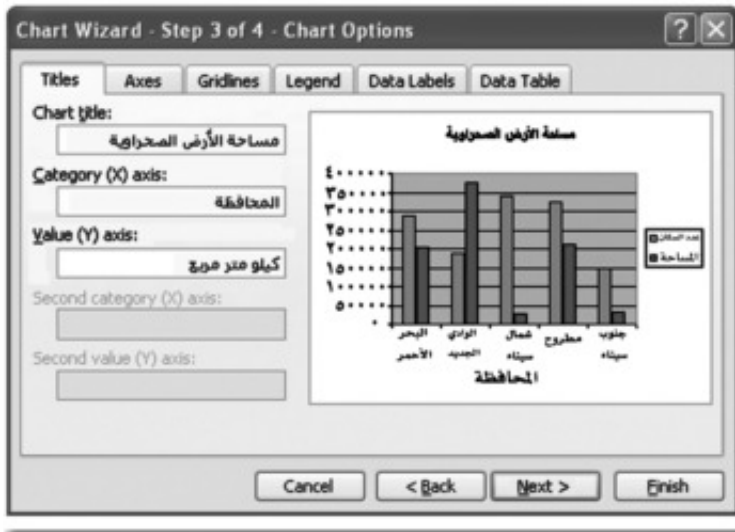 Chart Wizard - Step 3 of 4 - Chart Options
Titles Axes Gridlines Legend Data Labels Data Table
Chart title:
مساحة الأرض الصحراوية
Category (X) axis:
المحافظة
Value (Y) axis:
كيلو متر مربع
Second category (X) axis:
Second value (Y) axis:
مساحة الأرض الصحراوية
٤٠٠٠٠٠
٣٥٠٠٠٠
٣٠٠٠٠٠
٢٥٠٠٠٠
٢٠٠٠٠٠
١٥٠٠٠٠
١٠٠٠٠٠
٥٠٠٠٠
٠
البحر الأحمر
الوادي الجديد
شمال سيناء
مطروح
جنوب سيناء
المحافظة
عدد السكان
المساحة
Cancel < Back Next > Finish